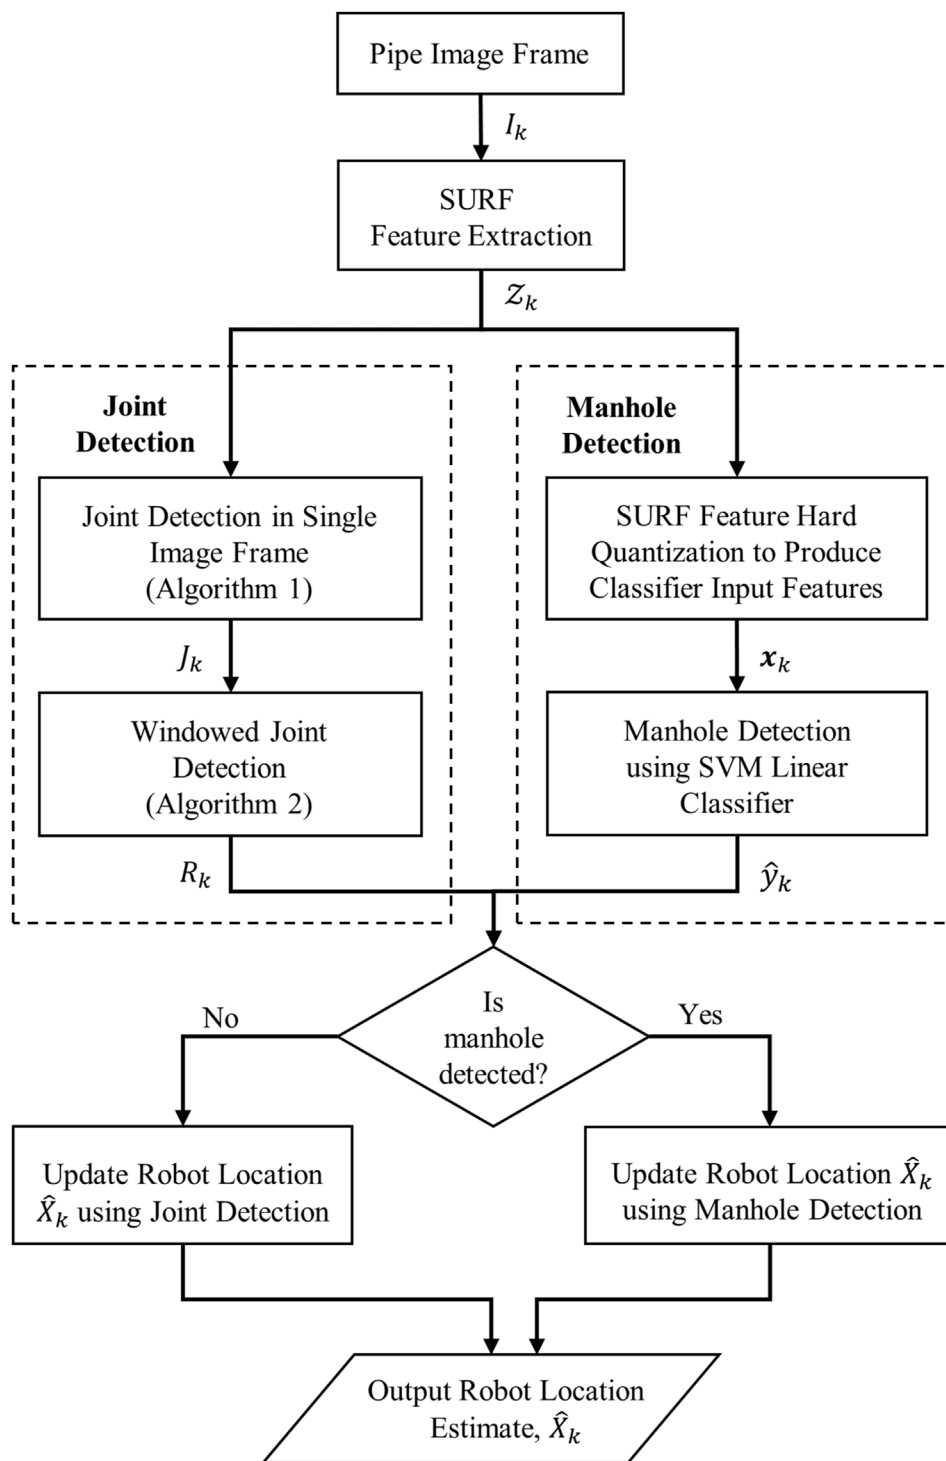 Pipe Image Frame
I_k
SURF
Feature Extraction
𝒵_k
Joint
Detection
Joint Detection in Single
Image Frame
(Algorithm 1)
J_k
Windowed Joint
Detection
(Algorithm 2)
R_k
Manhole
Detection
SURF Feature Hard
Quantization to Produce
Classifier Input Features
x_k
Manhole Detection
using SVM Linear
Classifier
ŷ_k
Is
manhole
detected?
No
Yes
Update Robot Location
X̂_k using Joint Detection
Update Robot Location X̂_k
using Manhole Detection
Output Robot Location
Estimate, X̂_k